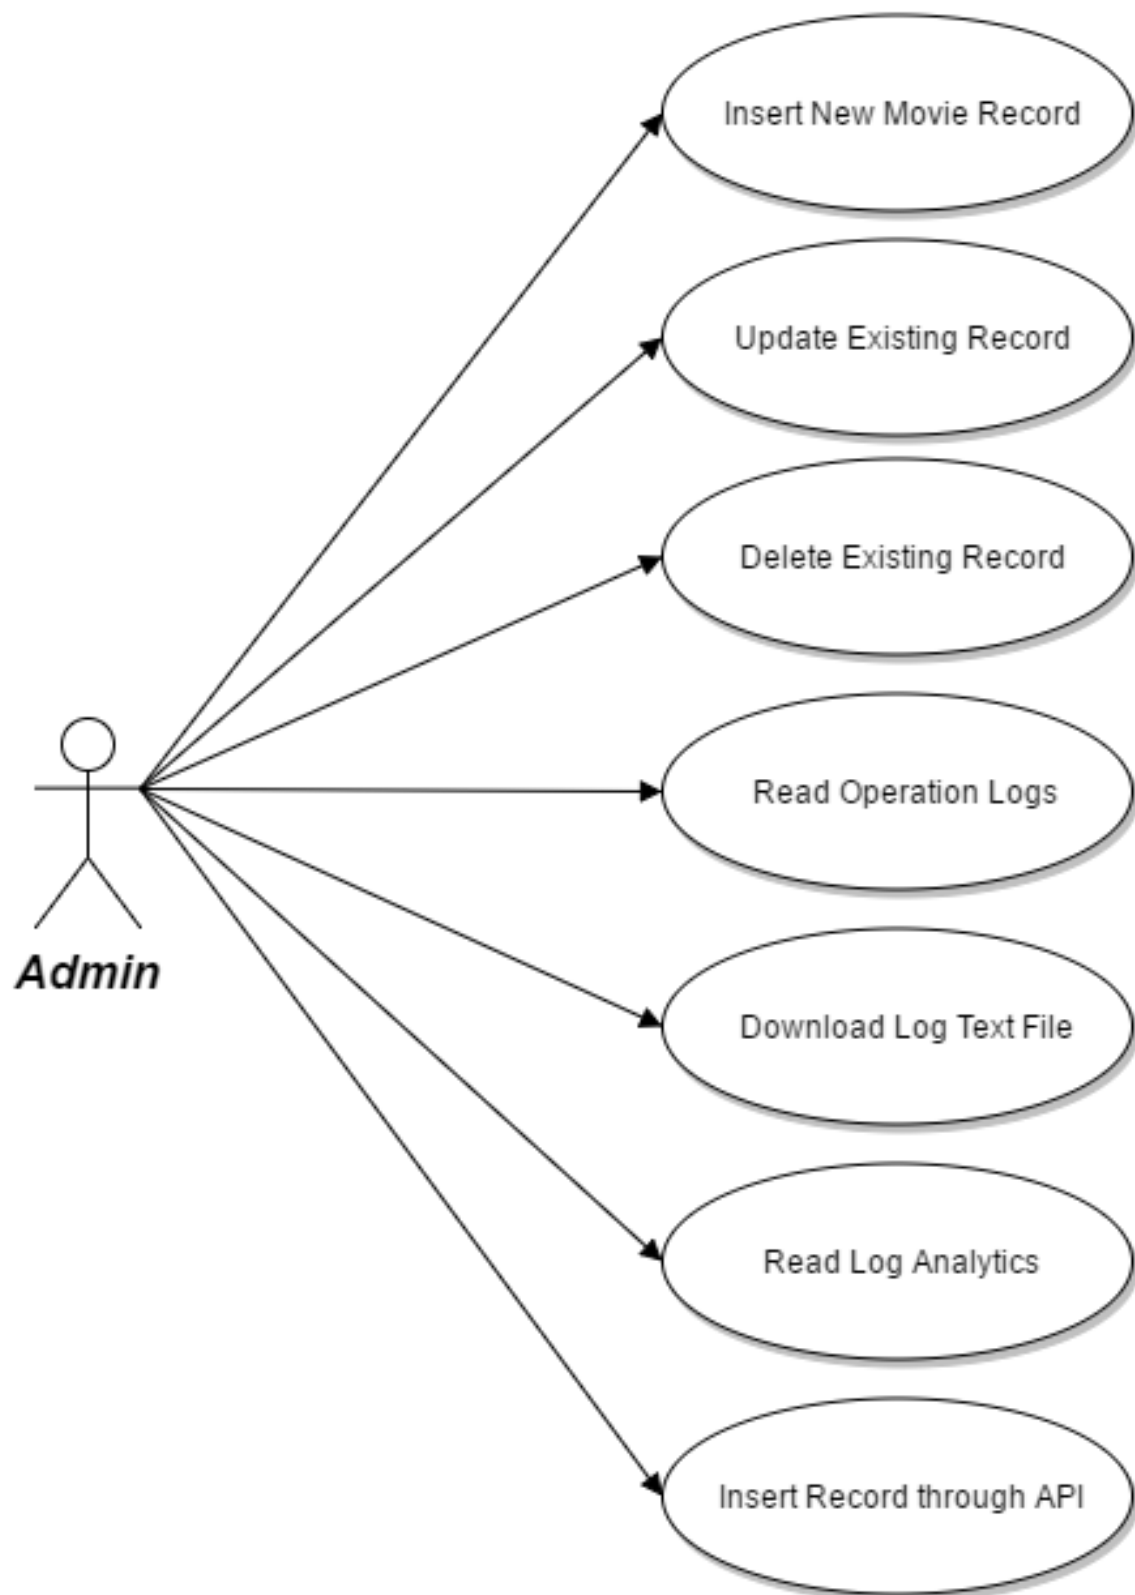 Insert New Movie Record
Update Existing Record
Delete Existing Record
Read Operation Logs
Admin
Download Log Text File
Read Log Analytics
Insert Record through API